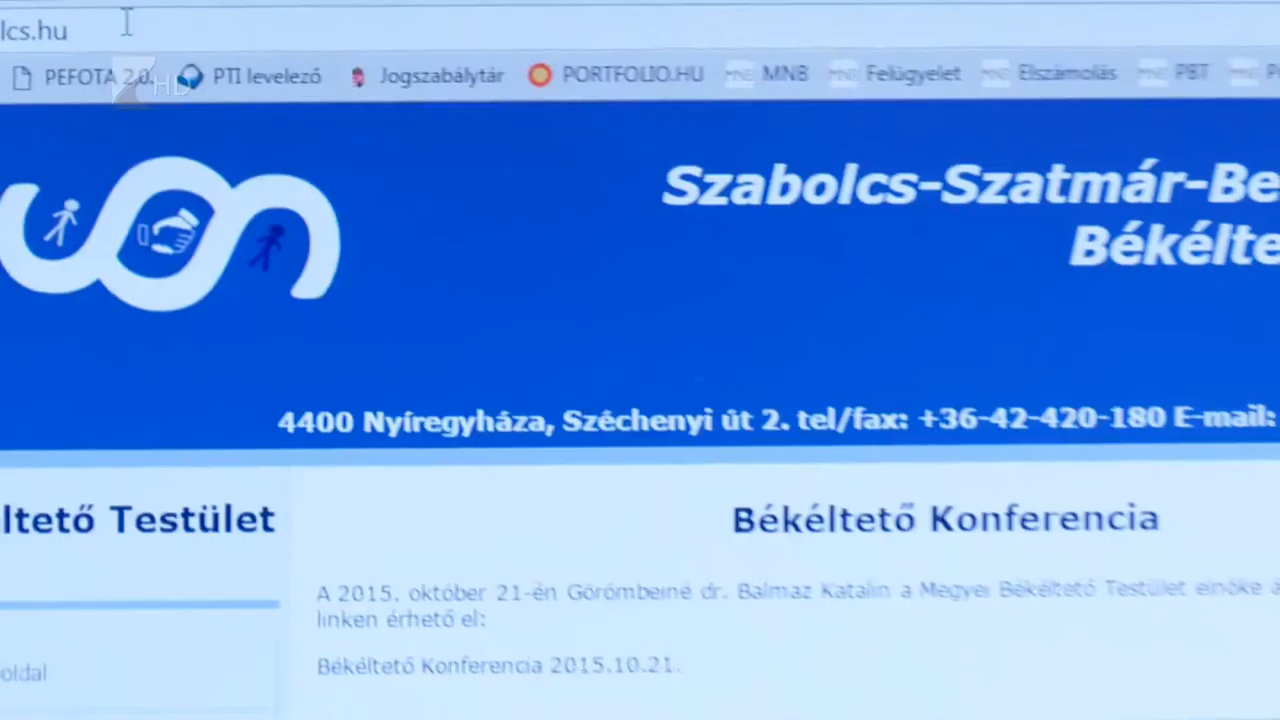 lcs.hu
PEFOTA 2.0. PTI levelező Jogszabálytár PORTFOLIO.HU MNB Felügyelet Elszámolás PBT P
HD
Szabolcs-Szatmár-Be
Békélte
4400 Nyíregyháza, Széchenyi út 2. tel/fax: +36-42-420-180 E-mail:
ltető Testület
Békéltető Konferencia
A 2015. október 21-én Görömbeiné dr. Balmaz Katalin a Megyei Békéltető Testület elnöke á
linken érhető el:
Békéltető Konferencia 2015.10.21.
oldal